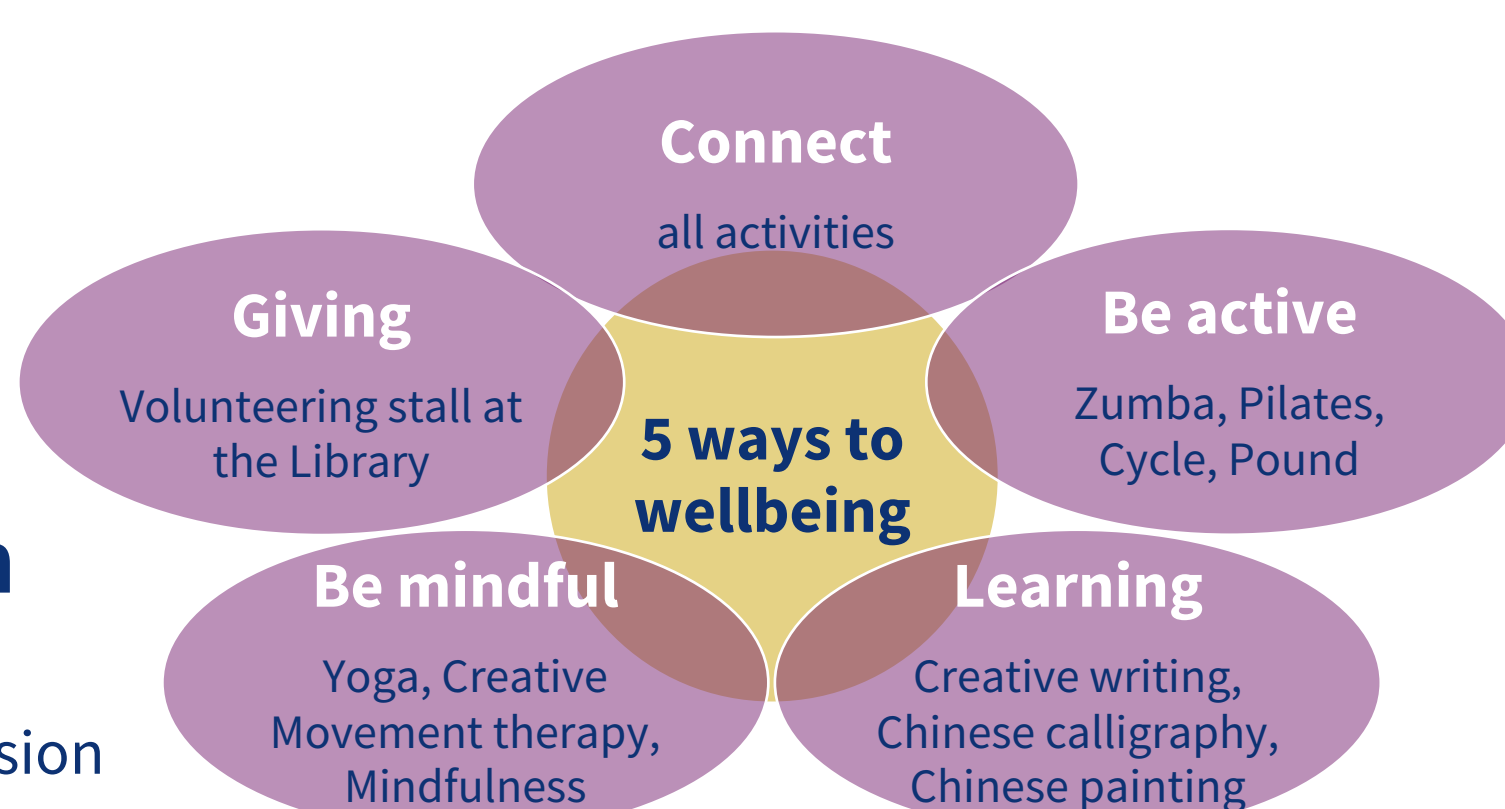 Connect
all activities
Giving
Volunteering stall at
the Library
Be active
Zumba, Pilates,
Cycle, Pound
5 ways to
wellbeing
Be mindful
Yoga, Creative
Movement therapy,
Mindfulness
Learning
Creative writing,
Chinese calligraphy,
Chinese painting